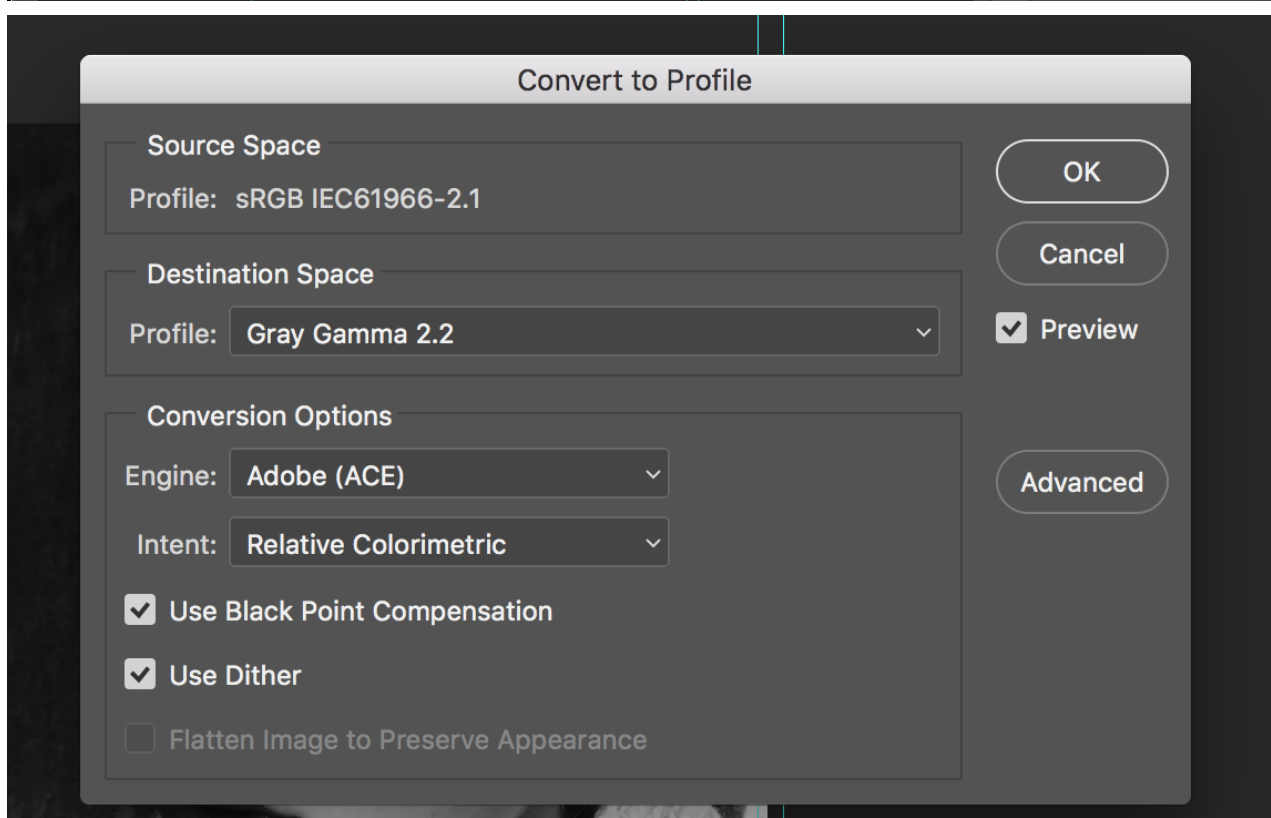 Convert to Profile
Source Space
Profile: sRGB IEC61966-2.1
OK
Cancel
Destination Space
Profile: Gray Gamma 2.2
Preview
Conversion Options
Engine: Adobe (ACE)
Advanced
Intent: Relative Colorimetric
Use Black Point Compensation
Use Dither
Flatten Image to Preserve Appearance